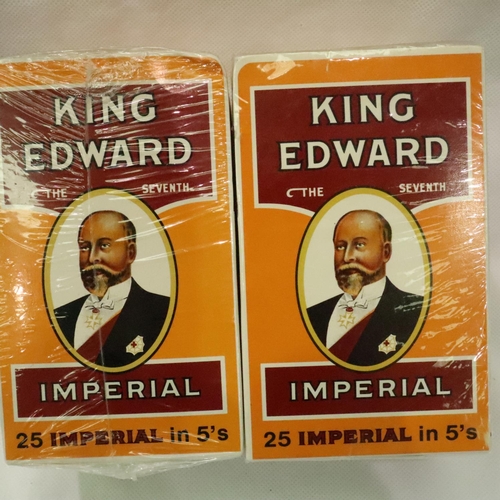 KING
EDWARD
THE SEVENTH
IMPERIAL
25 IMPERIAL in 5's
KING
EDWARD
THE SEVENTH
IMPERIAL
25 IMPERIAL in 5's